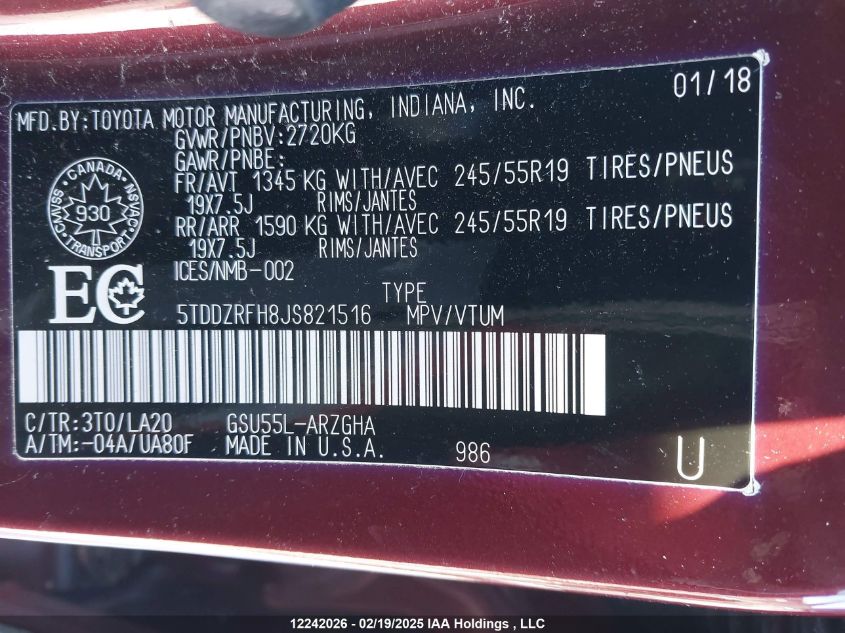 01/18
MFD.BY:TOYOTA MOTOR MANUFACTURING, INDIANA, INC.
GVWR/PNBV:2720KG
GAWR/PNBE:
FR/AVT 1345 KG WITH/AVEC 245/55R19 TIRES/PNEUS
19X7.5J RIMS/JANTES
RR/ARR 1590 KG WITH/AVEC 245/55R19 TIRES/PNEUS
19X7.5J RIMS/JANTES
ICES/NMB-002
CANADA
CMVSS NSVAC
930
TRANSPORT
EC
TYPE
5TDDZRFH8JS821516 MPV/VTUM
C/TR:3T0/LA20 GSU55L-ARZGHA
A/TM:-04A/UA80F MADE IN U.S.A. 986 U
12242026 - 02/19/2025 IAA Holdings , LLC